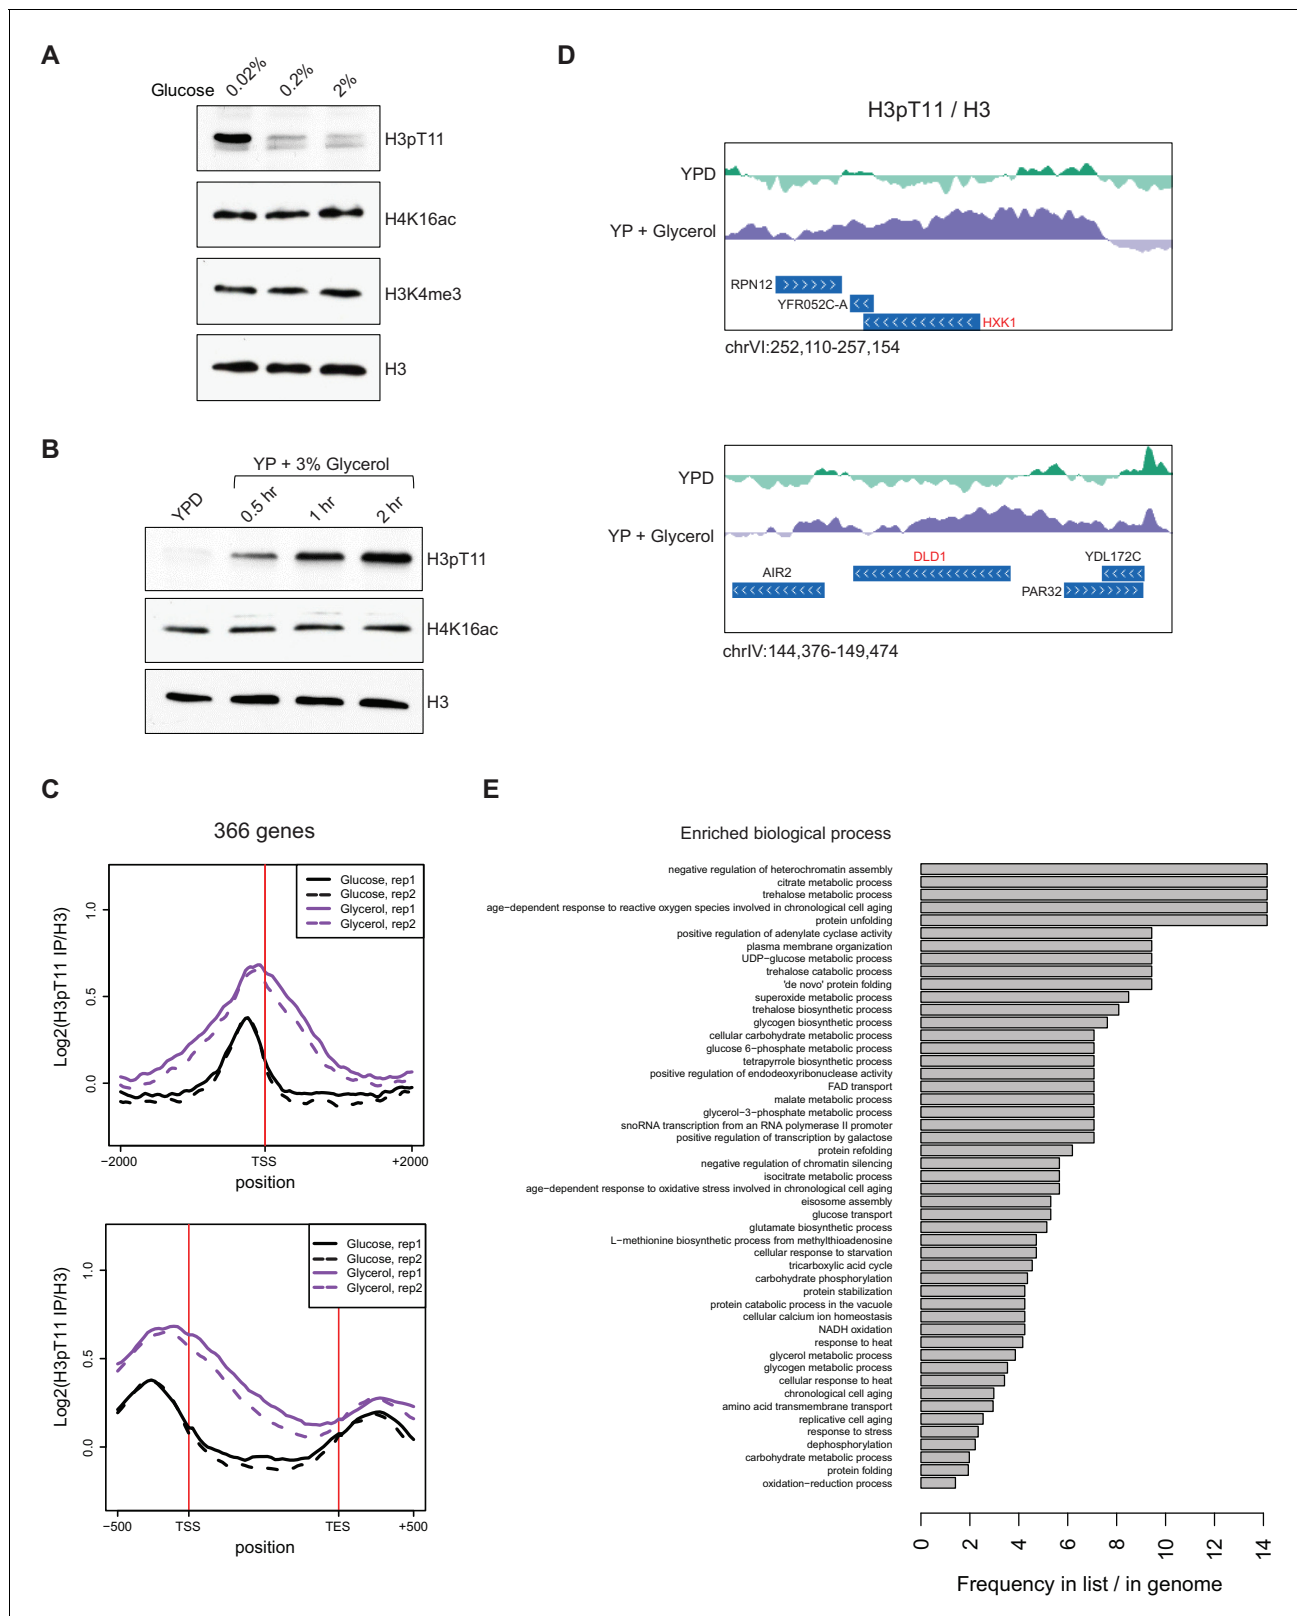 A
Glucose 0.02% 0.2% 2%
H3pT11
H4K16ac
H3K4me3
H3
B
YP + 3% Glycerol
YPD 0.5 hr 1 hr 2 hr
H3pT11
H4K16ac
H3
C
366 genes
Glucose, rep1
Glucose, rep2
Glycerol, rep1
Glycerol, rep2
Log2(H3pT11 IP/H3)
1.0
0.5
0.0
−2000 TSS +2000
position
Glucose, rep1
Glucose, rep2
Glycerol, rep1
Glycerol, rep2
Log2(H3pT11 IP/H3)
1.0
0.5
0.0
−500 TSS TES +500
position
D
H3pT11 / H3
YPD
YP + Glycerol
RPN12
YFR052C-A
HXK1
chrVI:252,110-257,154
YPD
YP + Glycerol
AIR2 DLD1 YDL172C
PAR32
chrIV:144,376-149,474
E
Enriched biological process
negative regulation of heterochromatin assembly
citrate metabolic process
trehalose metabolic process
age−dependent response to reactive oxygen species involved in chronological cell aging
protein unfolding
positive regulation of adenylate cyclase activity
plasma membrane organization
UDP−glucose metabolic process
trehalose catabolic process
'de novo' protein folding
superoxide metabolic process
trehalose biosynthetic process
glycogen biosynthetic process
cellular carbohydrate metabolic process
glucose 6−phosphate metabolic process
tetrapyrrole biosynthetic process
positive regulation of endodeoxyribonuclease activity
FAD transport
malate metabolic process
glycerol−3−phosphate metabolic process
snoRNA transcription from an RNA polymerase II promoter
positive regulation of transcription by galactose
protein refolding
negative regulation of chromatin silencing
isocitrate metabolic process
age−dependent response to oxidative stress involved in chronological cell aging
eisosome assembly
glucose transport
glutamate biosynthetic process
L−methionine biosynthetic process from methylthioadenosine
cellular response to starvation
tricarboxylic acid cycle
carbohydrate phosphorylation
protein stabilization
protein catabolic process in the vacuole
cellular calcium ion homeostasis
NADH oxidation
response to heat
glycerol metabolic process
glycogen metabolic process
cellular response to heat
chronological cell aging
amino acid transmembrane transport
replicative cell aging
response to stress
dephosphorylation
carbohydrate metabolic process
protein folding
oxidation−reduction process
0 2 4 6 8 10 12 14
Frequency in list / in genome